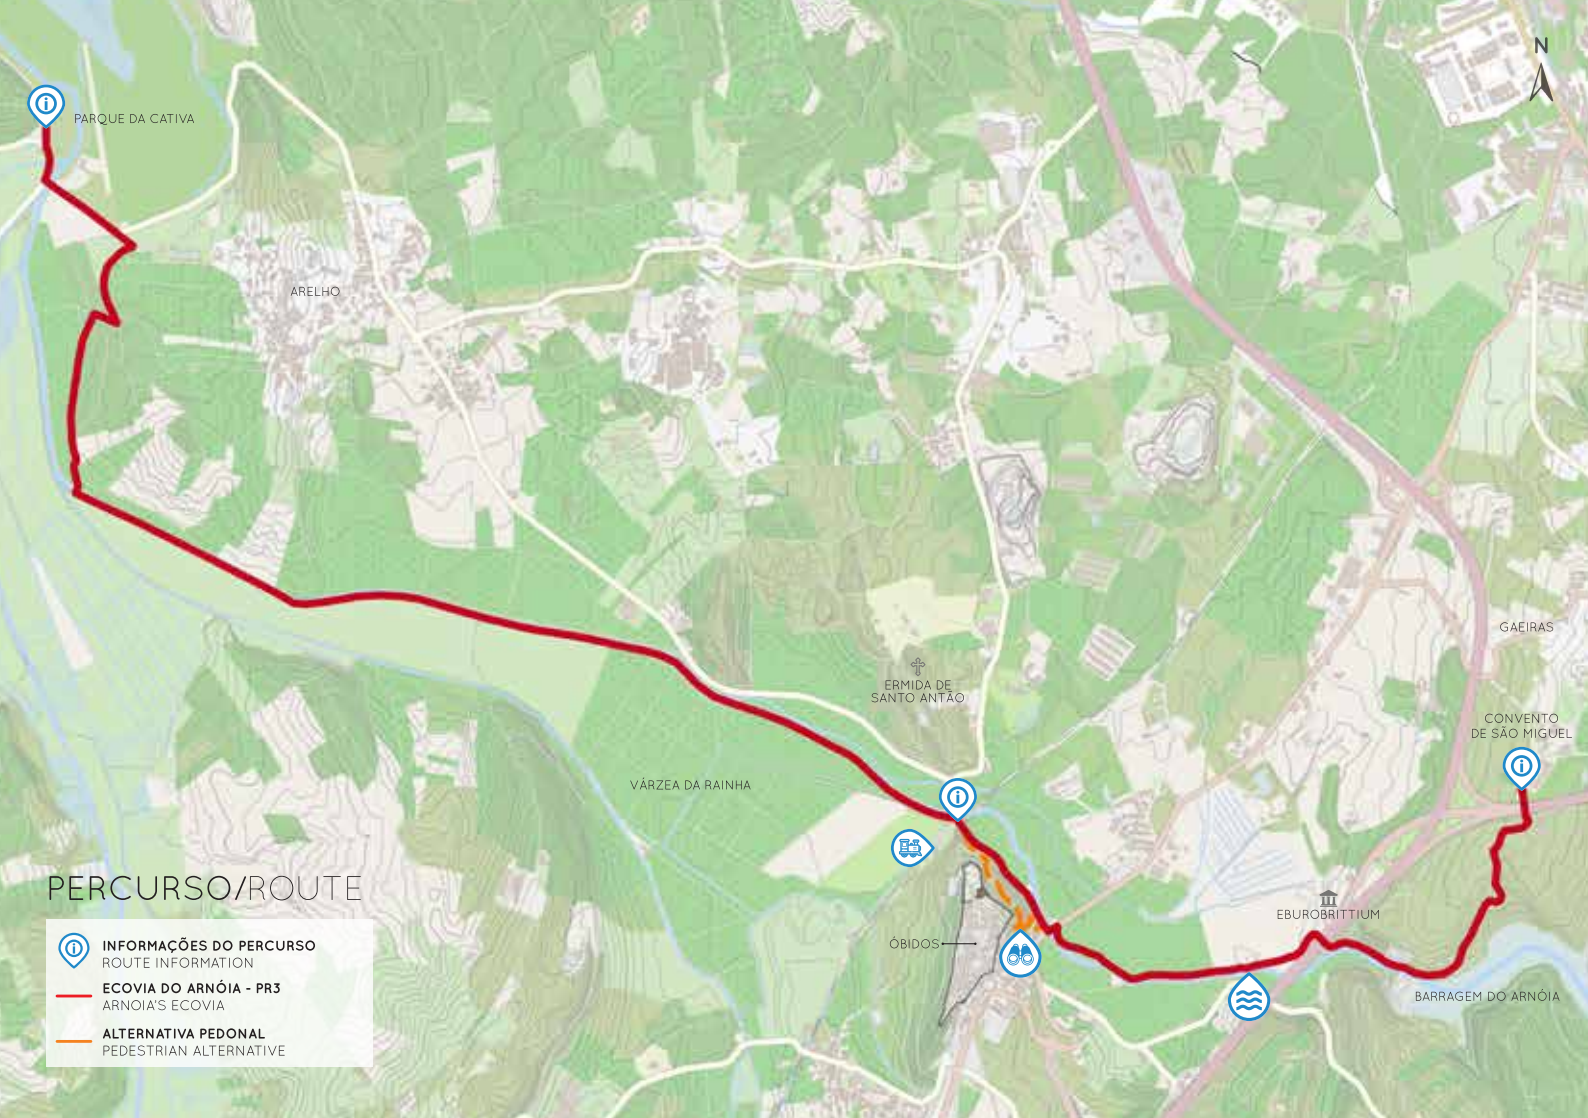 N
PARQUE DA CATIVA
ARELHO
GAEIRAS
ERMIDA DE
SANTO ANTÃO
CONVENTO
DE SÃO MIGUEL
VÁRZEA DA RAINHA
EBUROBRITTIUM
ÓBIDOS
BARRAGEM DO ARNÓIA
PERCURSO/ROUTE
INFORMAÇÕES DO PERCURSO
ROUTE INFORMATION
ECOVIA DO ARNÓIA - PR3
ARNOIA'S ECOVIA
ALTERNATIVA PEDONAL
PEDESTRIAN ALTERNATIVE